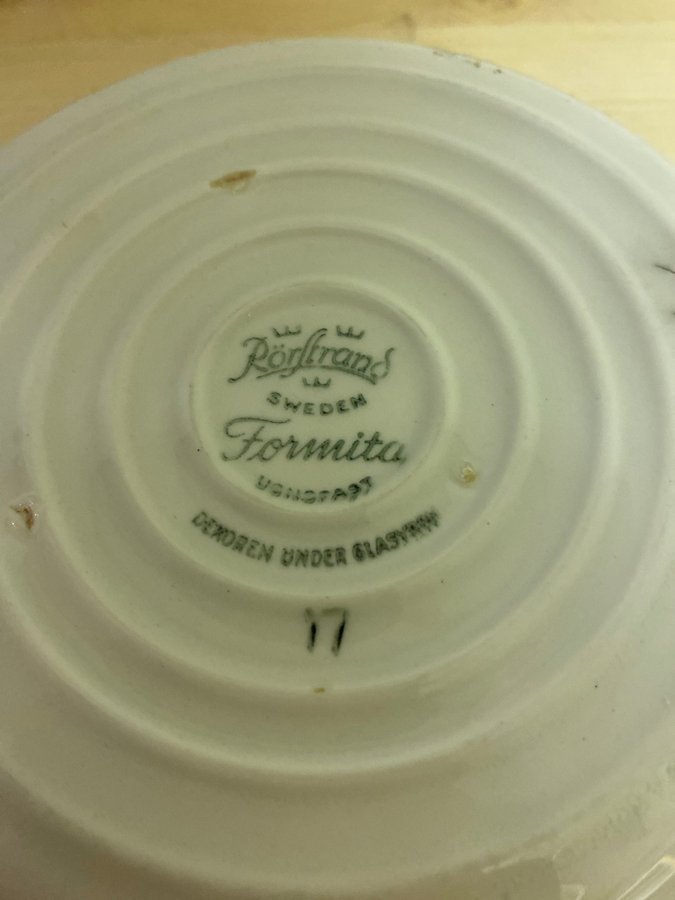 Rörstrand
SWEDEN
Formita
UGNSFAST
DEKOREN UNDER GLASYREN
17